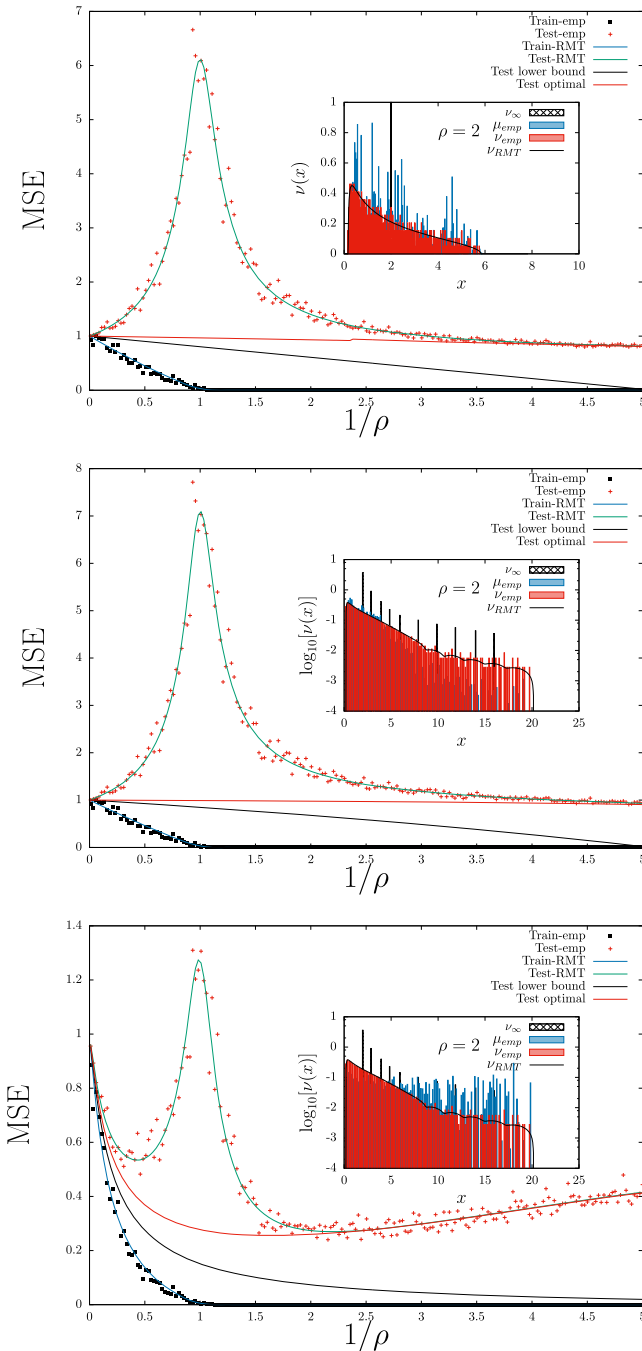 Train-emp
Test-emp
Train-RMT
Test-RMT
Test lower bound
Test optimal
MSE
7
6
5
4
3
2
1
0
0 0.5 1 1.5 2 2.5 3 3.5 4 4.5 5
1/ρ
ν∞
μemp
νemp
νRMT
ρ = 2
ν(x)
1
0.8
0.6
0.4
0.2
0
0 2 4 6 8 10
x
Train-emp
Test-emp
Train-RMT
Test-RMT
Test lower bound
Test optimal
MSE
8
7
6
5
4
3
2
1
0
0 0.5 1 1.5 2 2.5 3 3.5 4 4.5 5
1/ρ
ν∞
μemp
νemp
νRMT
ρ = 2
log10[ν(x)]
1
0
-1
-2
-3
-4
0 5 10 15 20 25
x
Train-emp
Test-emp
Train-RMT
Test-RMT
Test lower bound
Test optimal
MSE
1.4
1.2
1
0.8
0.6
0.4
0.2
0
0 0.5 1 1.5 2 2.5 3 3.5 4 4.5 5
1/ρ
ν∞
μemp
νemp
νRMT
ρ = 2
log10[ν(x)]
1
0
-1
-2
-3
-4
0 5 10 15 20 25
x